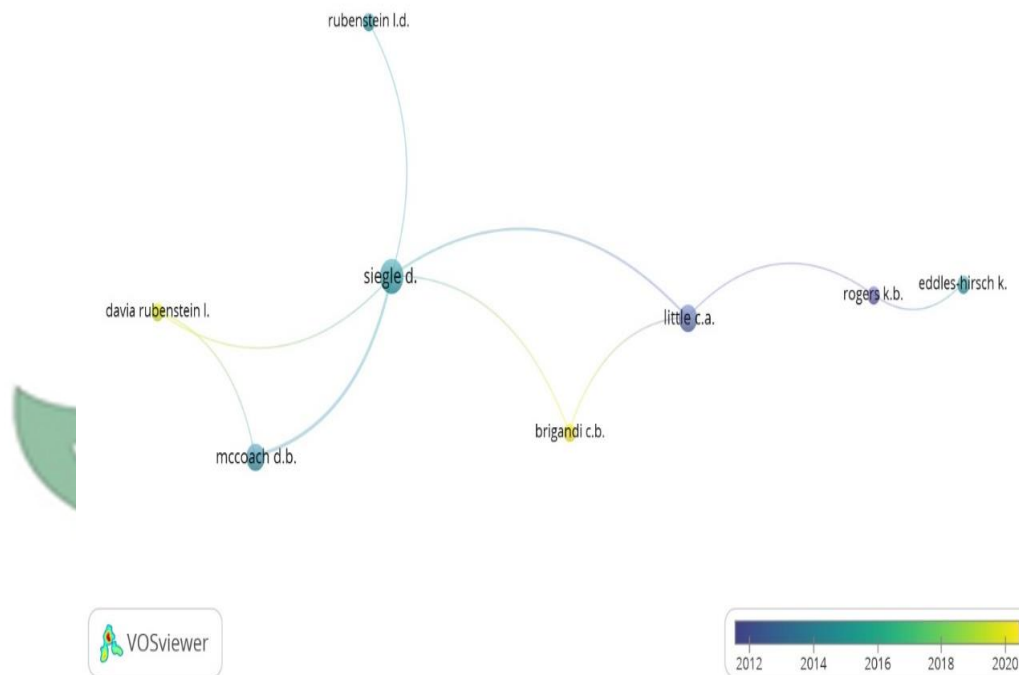 rubenstein l.d.
siegle d.
eddles-hirsch k.
rogers k.b.
davia rubenstein l.
little c.a.
brigandi c.b.
mccoach d.b.
VOSviewer
2012 2014 2016 2018 2020